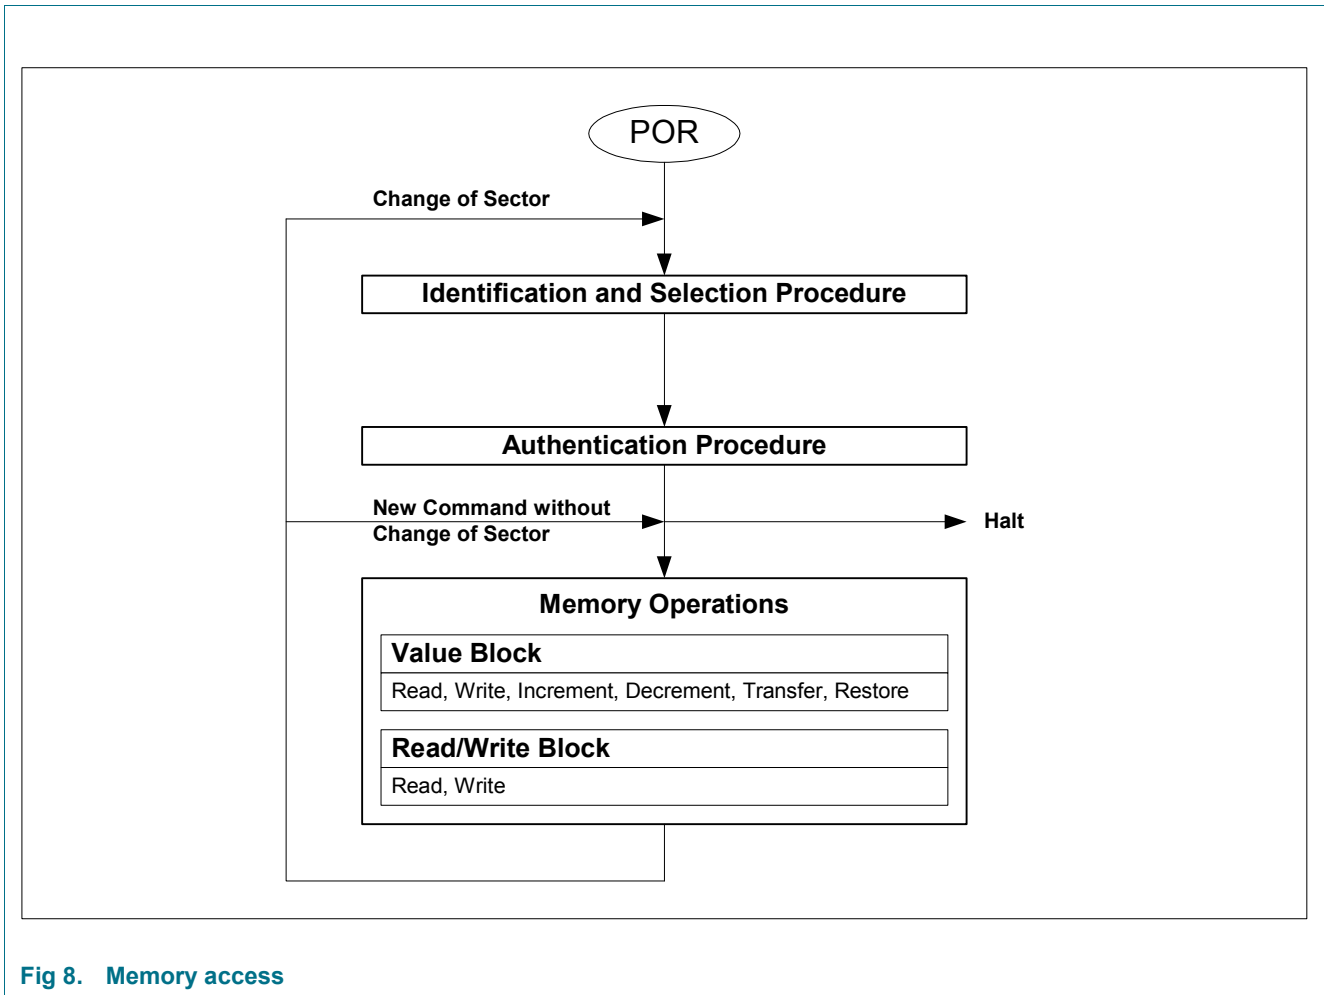 POR
Change of Sector
Identification and Selection Procedure
Authentication Procedure
New Command without
Change of Sector
Halt
Memory Operations
Value Block
Read, Write, Increment, Decrement, Transfer, Restore
Read/Write Block
Read, Write
Fig 8. Memory access